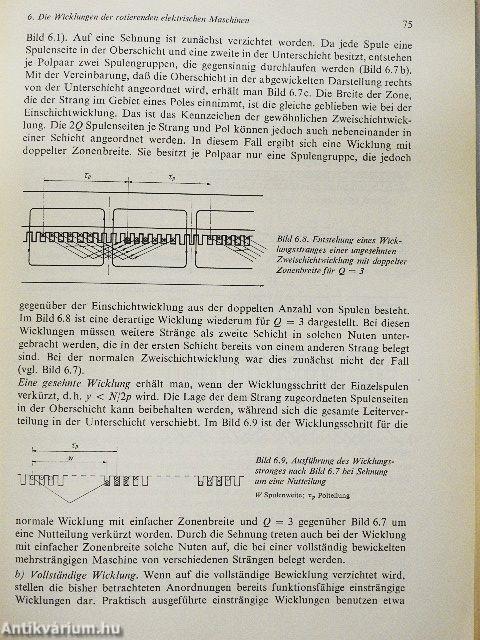 6. Die Wicklungen der rotierenden elektrischen Maschinen
75
Bild 6.1). Auf eine Sehnung ist zunächst verzichtet worden. Da jede Spule eine
Spulenseite in der Oberschicht und eine zweite in der Unterschicht besitzt, entstehen
je Polpaar zwei Spulengruppen, die gegensinnig durchlaufen werden (Bild 6.7b).
Mit der Vereinbarung, daß die Oberschicht in der abgewickelten Darstellung rechts
von der Unterschicht angeordnet wird, erhält man Bild 6.7c. Die Breite der Zone,
die der Strang im Gebiet eines Poles einnimmt, ist die gleiche geblieben wie bei der
Einschichtwicklung. Das ist das Kennzeichen der gewöhnlichen Zweischichtwick-
lung. Die 2Q Spulenseiten je Strang und Pol können jedoch auch nebeneinander in
einer Schicht angeordnet werden. In diesem Fall ergibt sich eine Wicklung mit
doppelter Zonenbreite. Sie besitzt je Polpaar nur eine Spulengruppe, die jedoch
τp
τp
Bild 6.8. Entstehung eines Wick-
lungsstranges einer ungesehnten
Zweischichtwicklung mit doppelter
Zonenbreite für Q = 3
gegenüber der Einschichtwicklung aus der doppelten Anzahl von Spulen besteht.
Im Bild 6.8 ist eine derartige Wicklung wiederum für Q = 3 dargestellt. Bei diesen
Wicklungen müssen weitere Stränge als zweite Schicht in solchen Nuten unter-
gebracht werden, die in der ersten Schicht bereits von einem anderen Strang belegt
sind. Bei der normalen Zweischichtwicklung war dies zunächst nicht der Fall
(vgl. Bild 6.7).
Eine gesehnte Wicklung erhält man, wenn der Wicklungsschritt der Einzelspulen
verkürzt, d.h. y < N/2p wird. Die Lage der dem Strang zugeordneten Spulenseiten
in der Oberschicht kann beibehalten werden, während sich die gesamte Leiterver-
teilung in der Unterschicht verschiebt. Im Bild 6.9 ist der Wicklungsschritt für die
τp
W
Bild 6.9. Ausführung des Wicklungs-
stranges nach Bild 6.7 bei Sehnung
um eine Nutteilung
W Spulenweite; τp Polteilung
normale Wicklung mit einfacher Zonenbreite und Q = 3 gegenüber Bild 6.7 um
eine Nutteilung verkürzt worden. Durch die Sehnung treten auch bei der Wicklung
mit einfacher Zonenbreite solche Nuten auf, die bei einer vollständig bewickelten
mehrsträngigen Maschine von verschiedenen Strängen belegt werden.
b) Vollständige Wicklung. Wenn auf die vollständige Bewicklung verzichtet wird,
stellen die bisher betrachteten Anordnungen bereits funktionsfähige einsträngige
Wicklungen dar. Praktisch ausgeführte einsträngige Wicklungen benutzen etwa
Antikvárium.hu